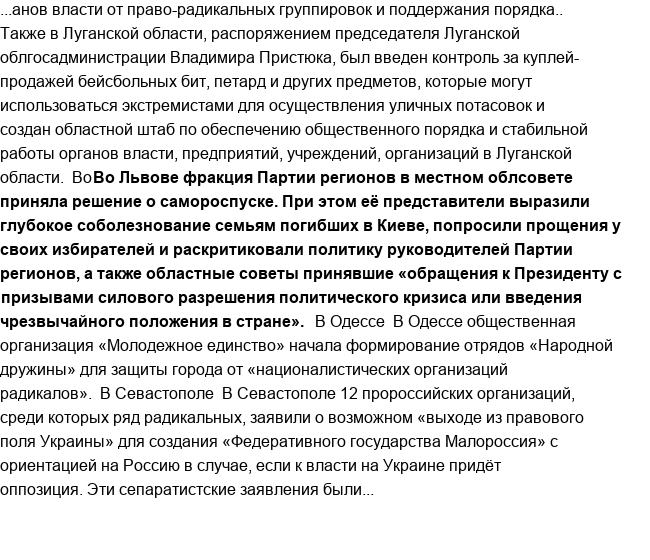 ...анов власти от право-радикальных группировок и поддержания порядка..
Также в Луганской области, распоряжением председателя Луганской
облгосадминистрации Владимира Пристюка, был введен контроль за куплей-
продажей бейсбольных бит, петард и других предметов, которые могут
использоваться экстремистами для осуществления уличных потасовок и
создан областной штаб по обеспечению общественного порядка и стабильной
работы органов власти, предприятий, учреждений, организаций в Луганской
области.  ВоВо Львове фракция Партии регионов в местном облсовете
приняла решение о самороспуске. При этом её представители выразили
глубокое соболезнование семьям погибших в Киеве, попросили прощения у
своих избирателей и раскритиковали политику руководителей Партии
регионов, а также областные советы принявшие «обращения к Президенту с
призывами силового разрешения политического кризиса или введения
чрезвычайного положения в стране».   В Одессе  В Одессе общественная
организация «Молодежное единство» начала формирование отрядов «Народной
дружины» для защиты города от «националистических организаций
радикалов».  В Севастополе  В Севастополе 12 пророссийских организаций,
среди которых ряд радикальных, заявили о возможном «выходе из правового
поля Украины» для создания «Федеративного государства Малороссия» с
ориентацией на Россию в случае, если к власти на Украине придёт
оппозиция. Эти сепаратистские заявления были...